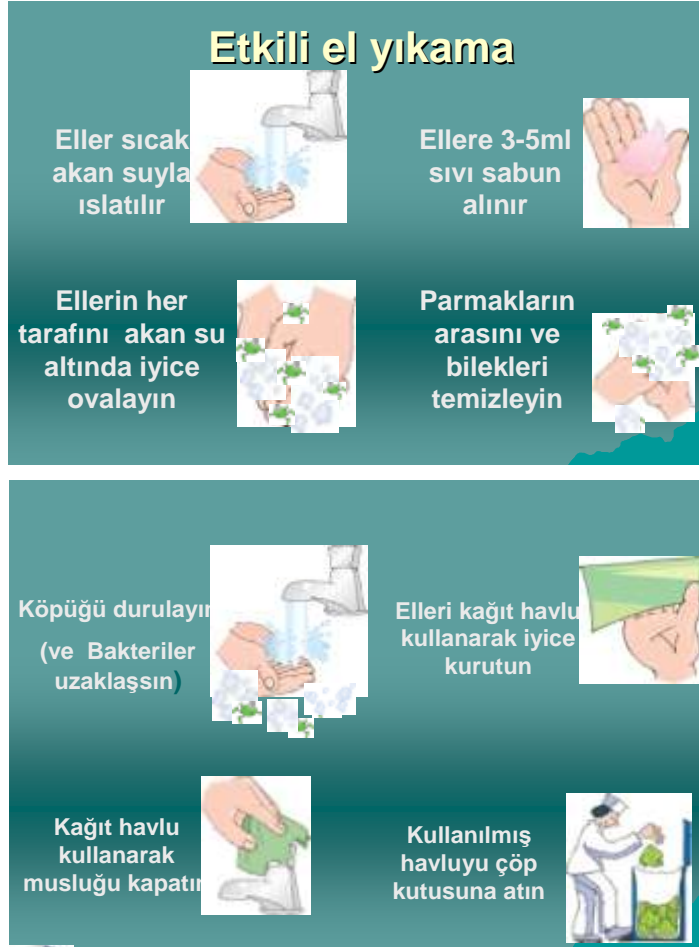 Etkili el yıkama
Eller sıcak
akan suyla
ıslatılır
Ellere 3-5ml
sıvı sabun
alınır
Ellerin her
tarafını akan su
altında iyice
ovalayın
Parmakların
arasını ve
bilekleri
temizleyin
Köpüğü durulayın
(ve Bakteriler
uzaklaşsın)
Elleri kağıt havlu
kullanarak iyice
kurutun
Kağıt havlu
kullanarak
musluğu kapatın
Kullanılmış
havluyu çöp
kutusuna atın